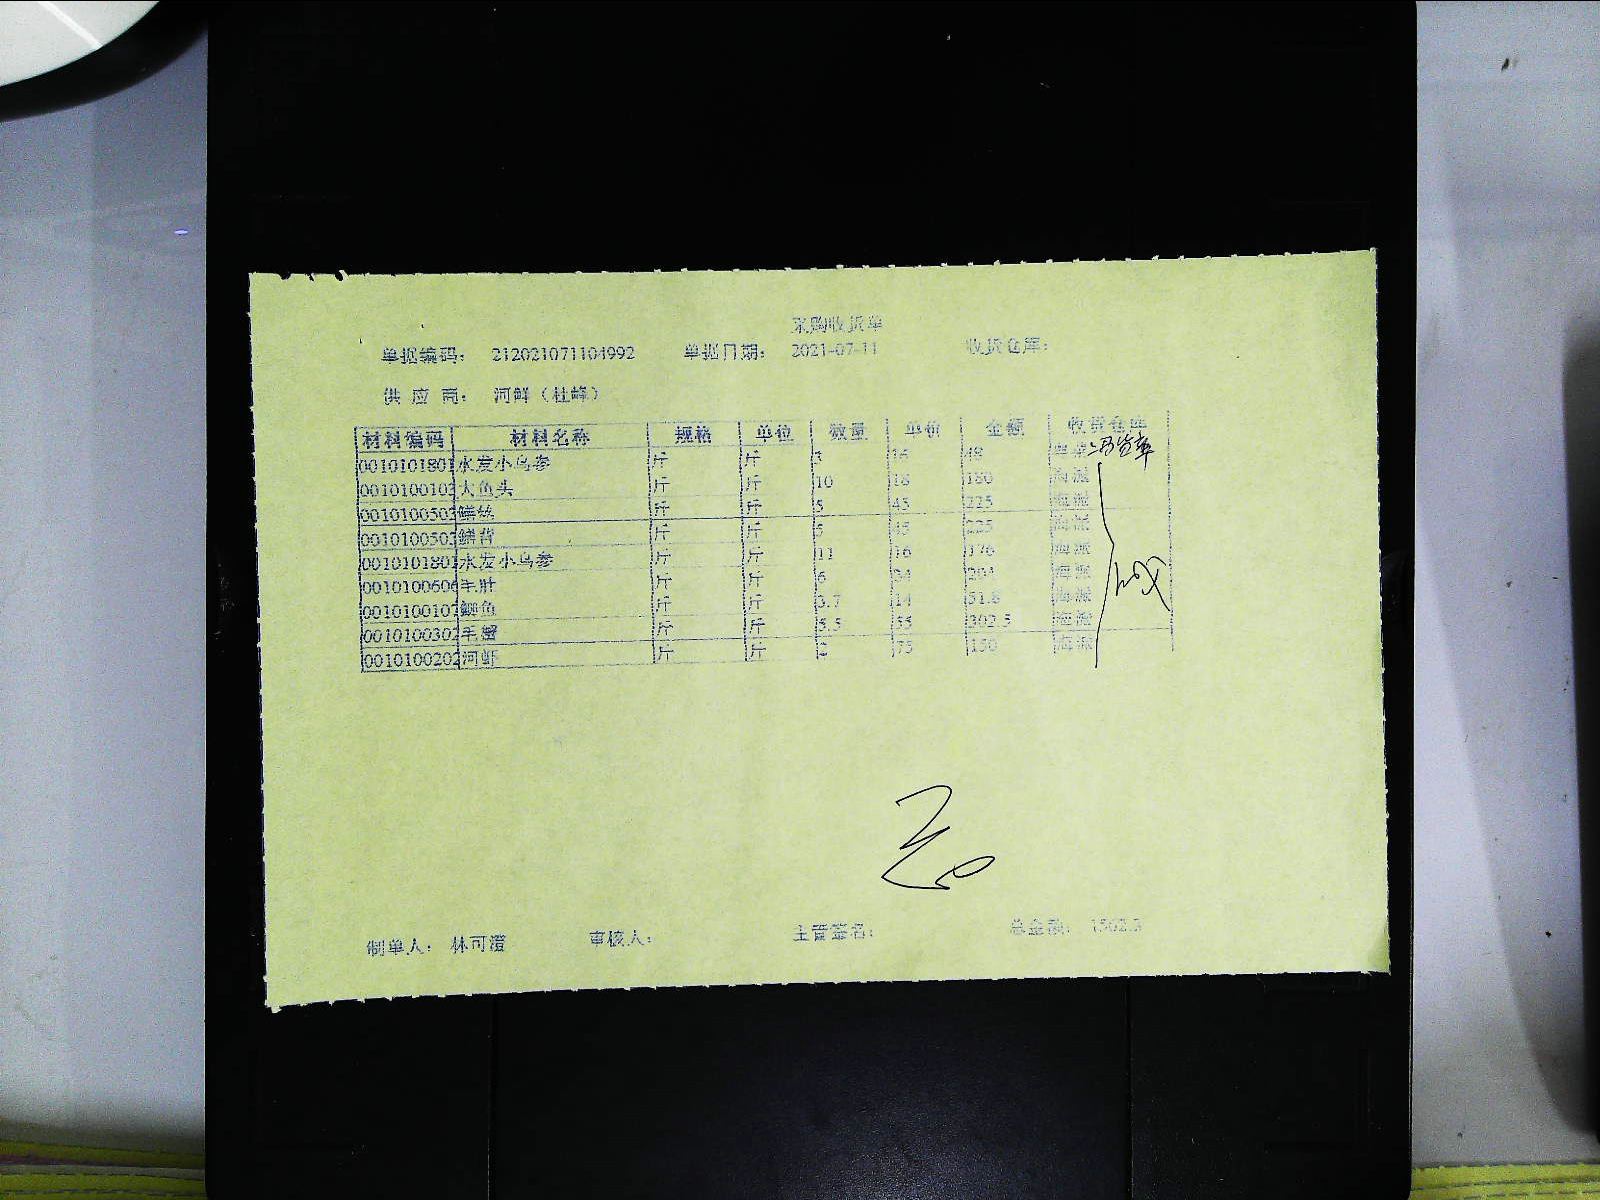 采购收货单
单据编码： 212021071104992 单据日期： 2021-07-11 收货仓库：
供 应 商： 河鲜（杜峰）
材料编码 材料名称 规格 单位 数量 单价 金额 收货仓库
0010101801 水发小乌参 斤 斤 3 16 48
0010100103 大鱼头 斤 斤 10 18 180 海派
0010100503 鳝丝 斤 斤 5 45 225 海派
0010100502 鳝背 斤 斤 5 45 225 海派
0010101801 水发小乌参 斤 斤 11 16 176 海派
0010100606 毛肚 斤 斤 6 34 204 海派
0010100107 鲫鱼 斤 斤 3.7 14 51.8 海派
0010100302 毛蟹 斤 斤 5.5 55 302.5 海派
0010100202 河虾 斤 斤 2 75 150 海派
制单人： 林可澄 审核人： 主管签名： 总金额： 1562.3